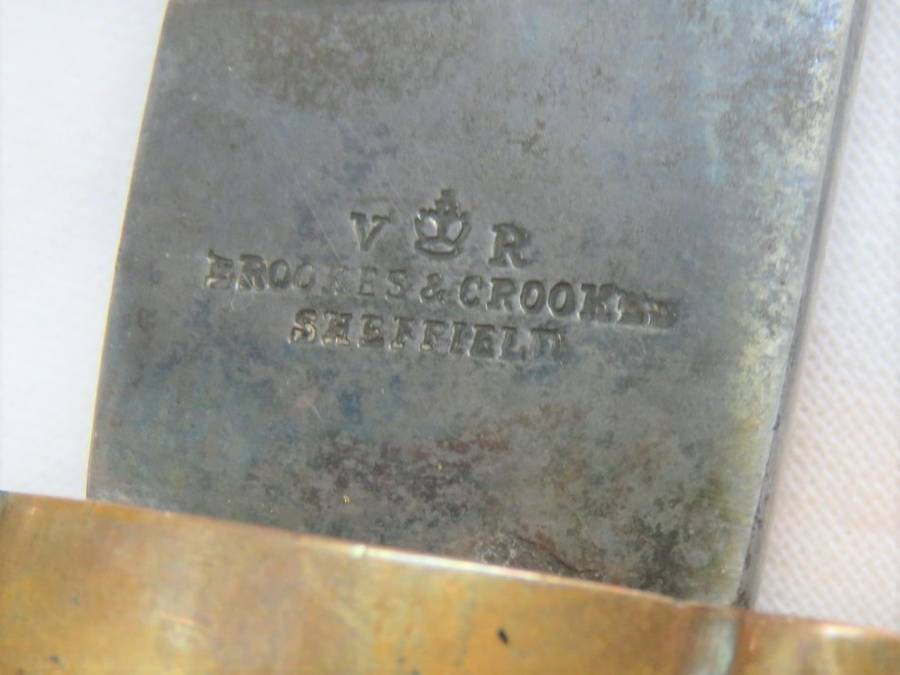 V R
BROOKES & CROOKES
SHEFFIELD